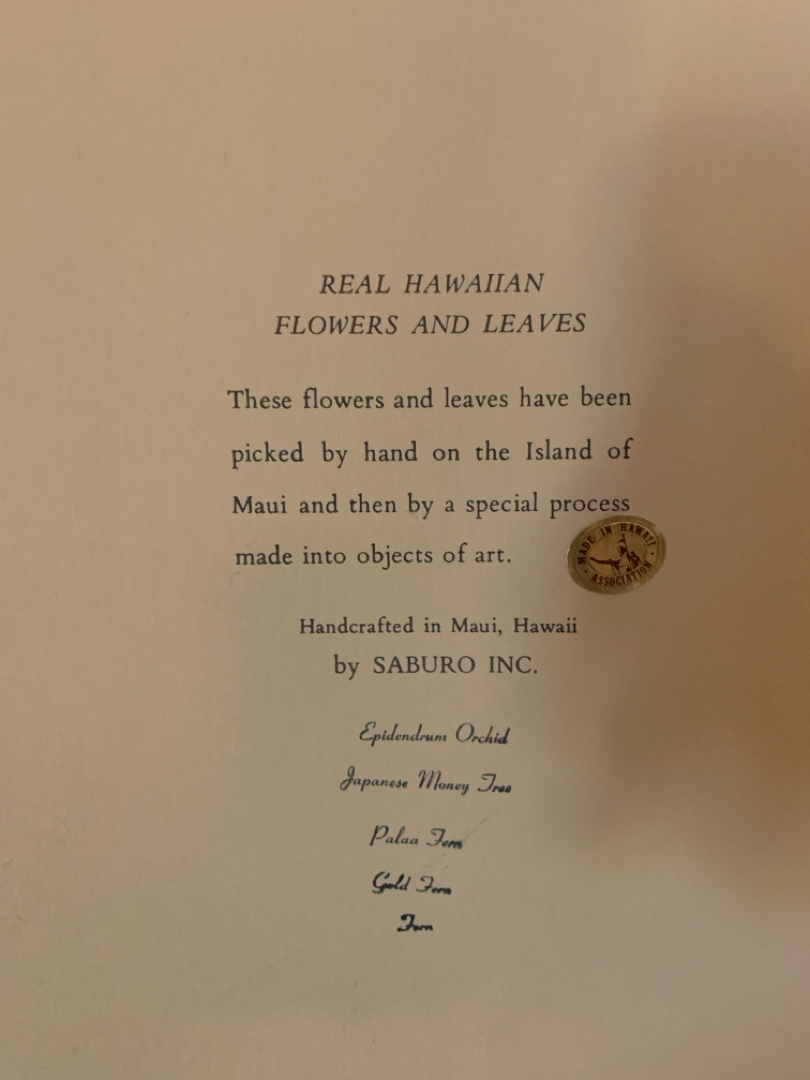 REAL HAWAIIAN
FLOWERS AND LEAVES
These flowers and leaves have been
picked by hand on the Island of
Maui and then by a special process
made into objects of art.
MADE IN HAWAII
ASSOCIATION
Handcrafted in Maui, Hawaii
by SABURO INC.
Epidendrum Orchid
Japanese Money Tree
Palaa Fern
Gold Fern
Fern